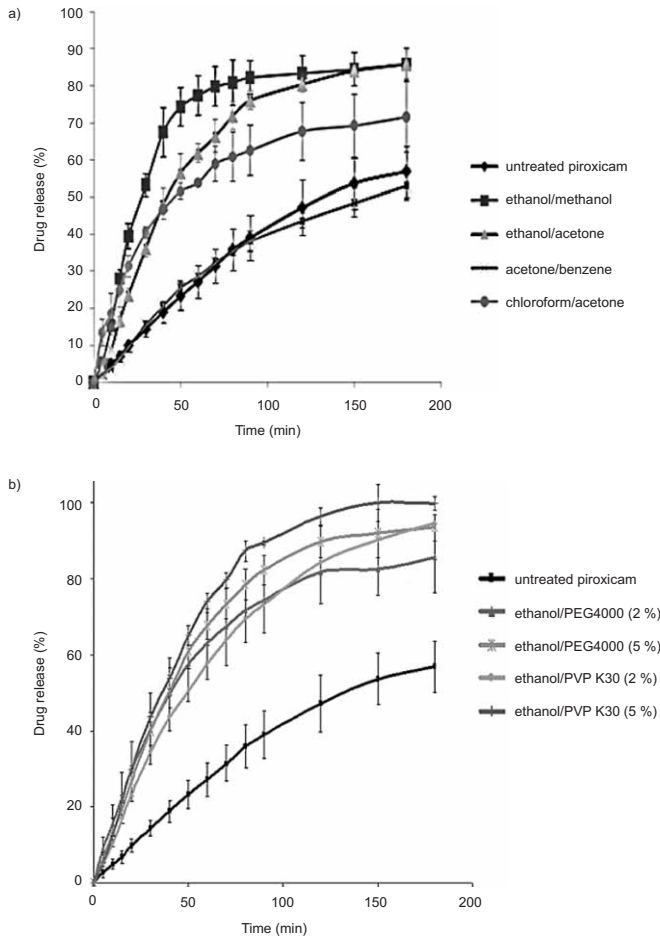 a)
100
90
80
70
60
50
40
30
20
10
0
Drug release (%)
0 50 100 150 200
Time (min)
untreated piroxicam
ethanol/methanol
ethanol/acetone
acetone/benzene
chloroform/acetone
b)
100
80
60
40
20
0
Drug release (%)
0 50 100 150 200
Time (min)
untreated piroxicam
ethanol/PEG4000 (2 %)
ethanol/PEG4000 (5 %)
ethanol/PVP K30 (2 %)
ethanol/PVP K30 (5 %)